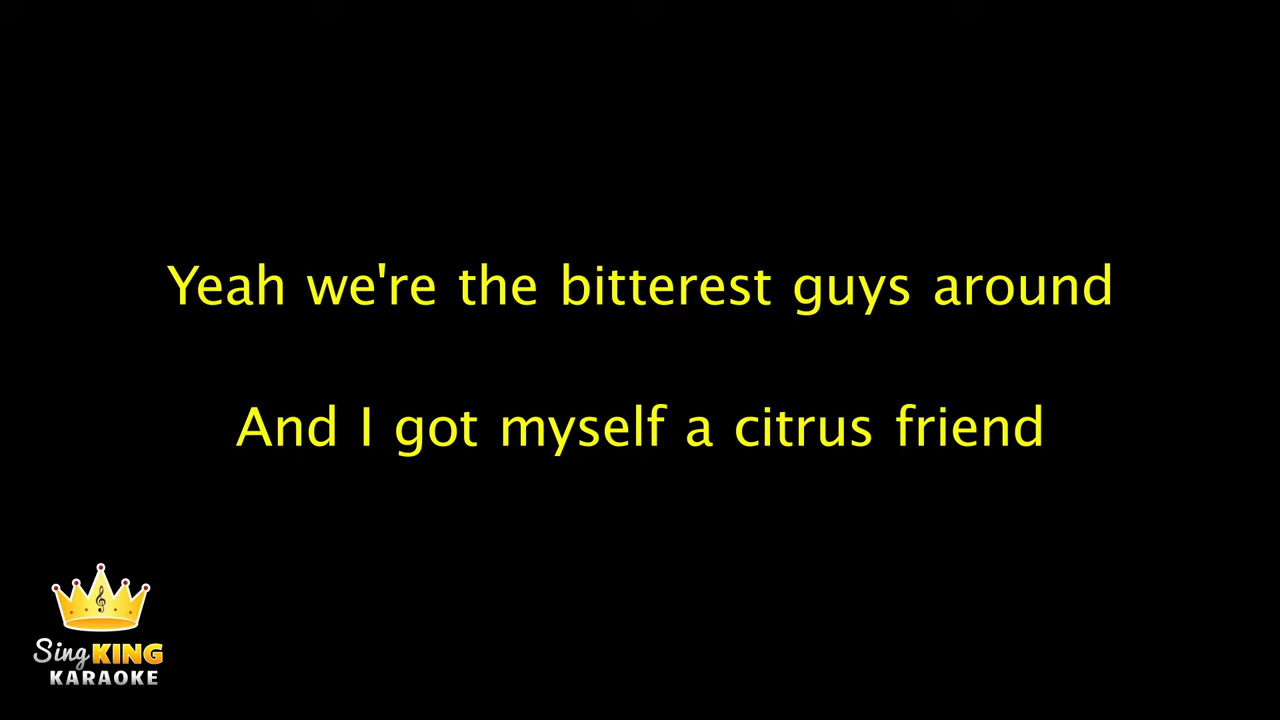 Yeah we're the bitterest guys around
And I got myself a citrus friend
Sing KING
KARAOKE